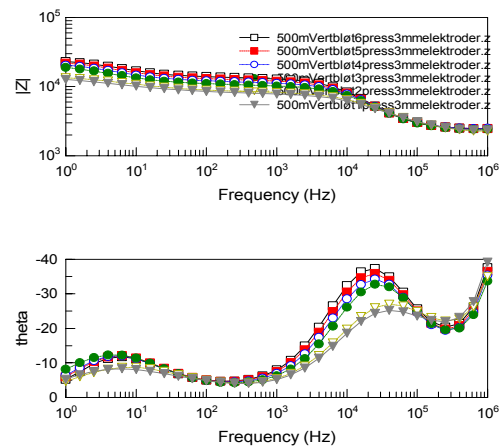 10^5
10^4
10^3
|Z|
500mVertbløt6press3mmelektroder.z
500mVertbløt5press3mmelektroder.z
500mVertbløt4press3mmelektroder.z
500mVertbløt3press3mmelektroder.z
10^0 10^1 10^2 10^3 10^4 10^5 10^6
Frequency (Hz)
-40
-30
-20
-10
0
theta
10^0 10^1 10^2 10^3 10^4 10^5 10^6
Frequency (Hz)